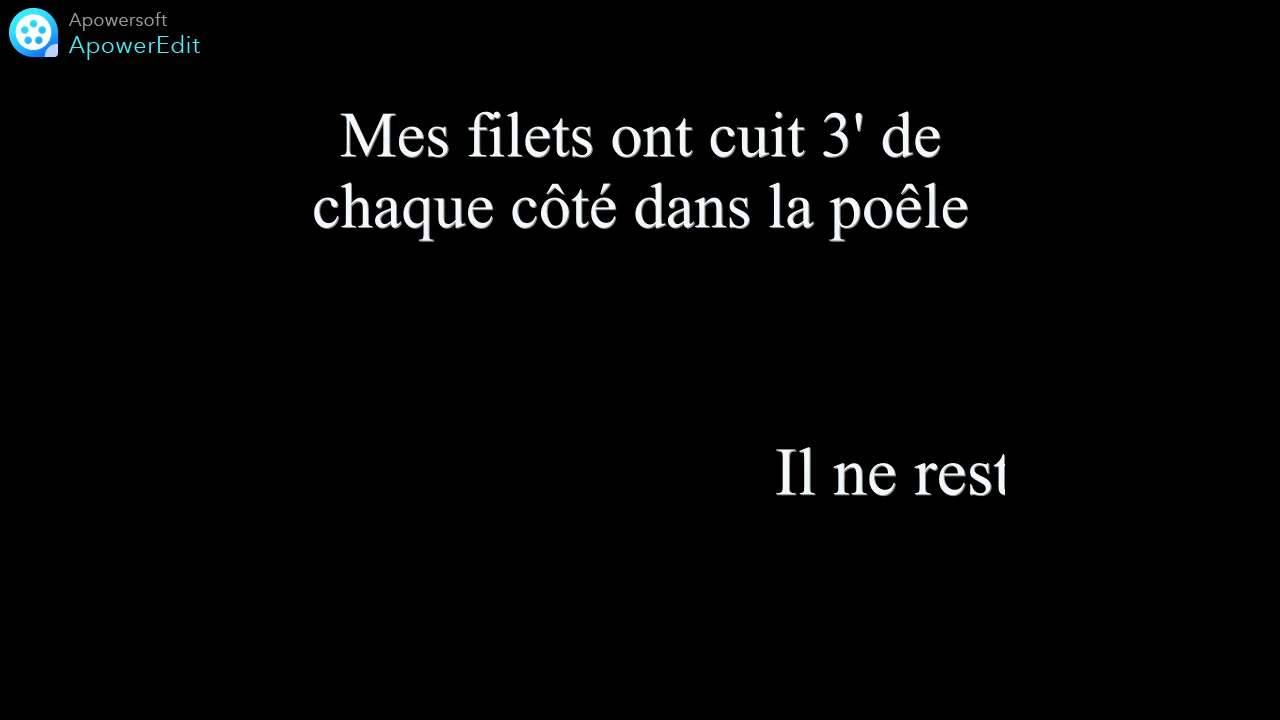 Apowersoft
ApowerEdit
Mes filets ont cuit 3' de
chaque côté dans la poêle
Il ne rest